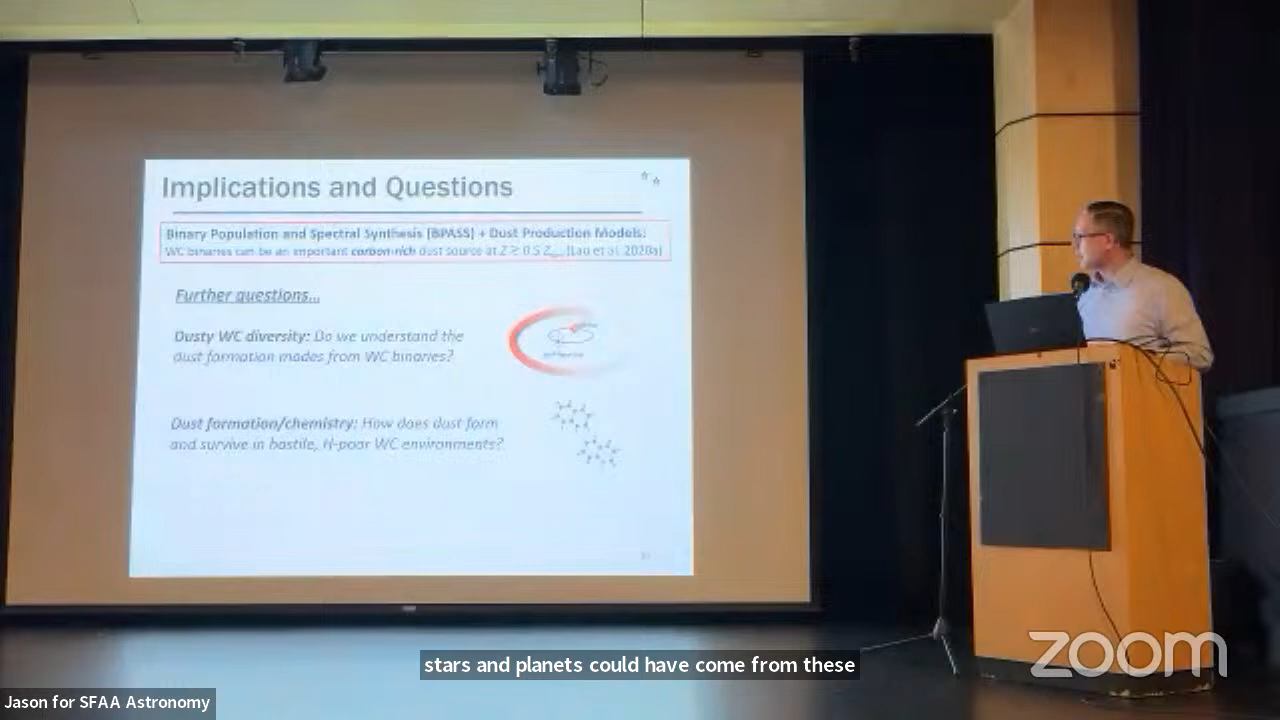 Implications and Questions
Binary Population and Spectral Synthesis (BPASS) + Dust Production Models:
WC binaries can be an important carbon-rich dust source at Z ≥ 0.5 Z (Lau et al. 2020a)
Further questions...
Dusty WC diversity: Do we understand the
dust formation modes from WC binaries?
Dust formation/chemistry: How does dust form
and survive in hostile, H-poor WC environments?
stars and planets could have come from these
zoom
Jason for SFAA Astronomy